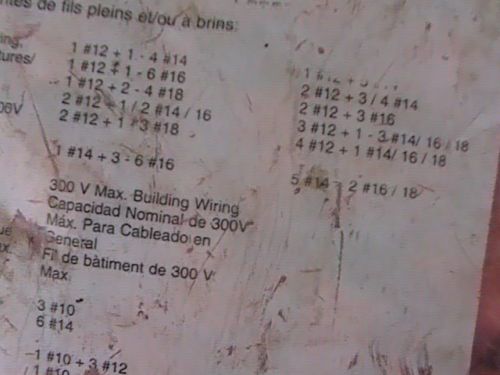 de fils pleins et/ou à brins:
1 #12 + 1 - 4 #14
1 #12 + 1 - 6 #16
1 #12 + 2 - 4 #18
2 #12 + 1/2 #14 / 16
2 #12 + 1 #3 #18
1 #14 + 3 - 6 #16
300 V Max. Building Wiring
Capacidad Nominal de 300V
Máx. Para Cableado en
General
Fil de bàtiment de 300 V
Max
3 #10
6 #14
1 #10 + 3 #12
1 #10
2 #12 + 3 / 4 #14
2 #12 + 3 #16
3 #12 + 1 - 3 #14/ 16 / 18
4 #12 + 1 #14/ 16 / 18
5 #14 2 #16 / 18